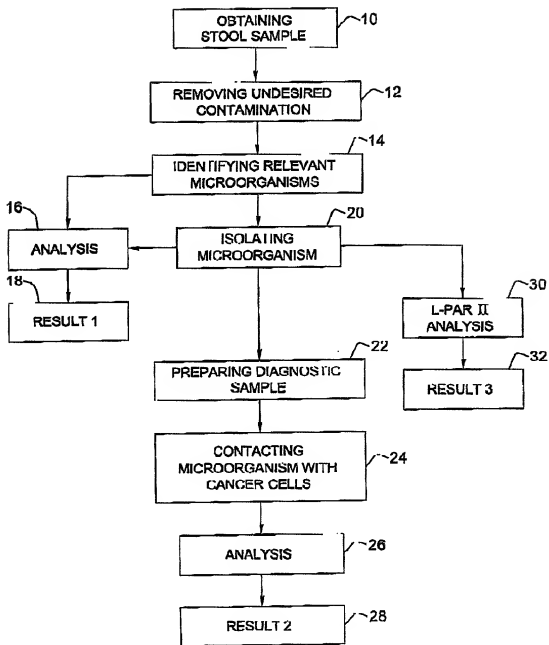 OBTAINING
STOOL SAMPLE
10
REMOVING UNDESIRED
CONTAMINATION
12
14
IDENTIFYING RELEVANT
MICROORGANISMS
16
ANALYSIS
20
ISOLATING
MICROORGANISM
18
RESULT 1
30
L-PAR II
ANALYSIS
22
PREPARING DIAGNOSTIC
SAMPLE
32
RESULT 3
CONTACTING
MICROORGANISM WITH
CANCER CELLS
24
ANALYSIS
26
RESULT 2
28